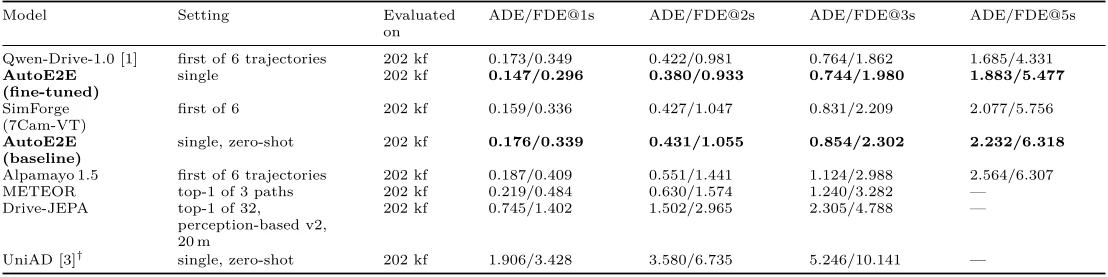 Model Setting Evaluated on ADE/FDE@1s ADE/FDE@2s ADE/FDE@3s ADE/FDE@5s
Qwen-Drive-1.0 [1] first of 6 trajectories 202 kf 0.173/0.349 0.422/0.981 0.764/1.862 1.685/4.331
AutoE2E (fine-tuned) single 202 kf 0.147/0.296 0.380/0.933 0.744/1.980 1.883/5.477
SimForge (7Cam-VT) first of 6 202 kf 0.159/0.336 0.427/1.047 0.831/2.209 2.077/5.756
AutoE2E (baseline) single, zero-shot 202 kf 0.176/0.339 0.431/1.055 0.854/2.302 2.232/6.318
Alpamayo 1.5 first of 6 trajectories 202 kf 0.187/0.409 0.551/1.441 1.124/2.988 2.564/6.307
METEOR top-1 of 3 paths 202 kf 0.219/0.484 0.630/1.574 1.240/3.282 —
Drive-JEPA top-1 of 32, perception-based v2, 20 m 202 kf 0.745/1.402 1.502/2.965 2.305/4.788 —
UniAD [3]† single, zero-shot 202 kf 1.906/3.428 3.580/6.735 5.246/10.141 —